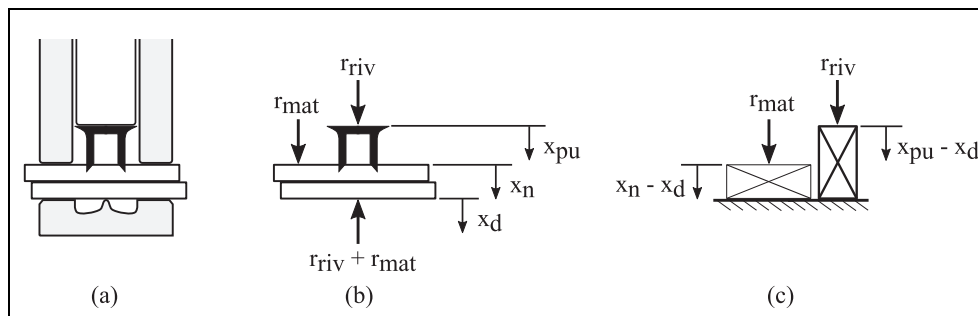 r_riv
r_mat
x_pu
x_n
x_d
r_riv + r_mat
r_riv
r_mat
x_pu - x_d
x_n - x_d
(a)
(b)
(c)